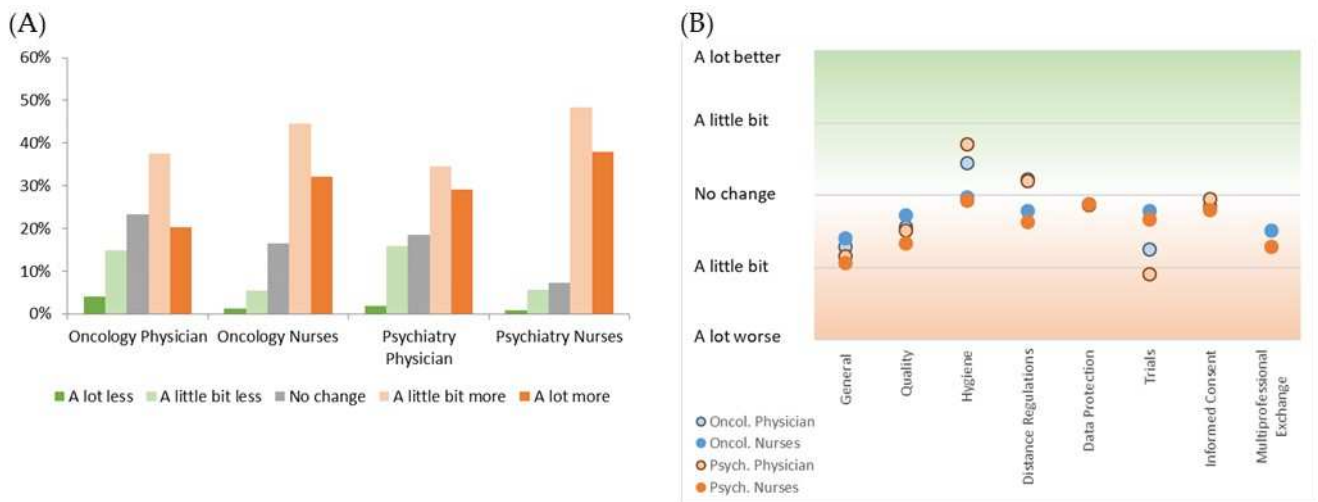 (A)
60%
50%
40%
30%
20%
10%
0%
Oncology Physician
Oncology Nurses
Psychiatry
Physician
Psychiatry Nurses
A lot less
A little bit less
No change
A little bit more
A lot more
(B)
A lot better
A little bit
No change
A little bit
A lot worse
General
Quality
Hygiene
Distance Regulations
Data Protection
Trials
Informed Consent
Multiprofessional
Exchange
Oncol. Physician
Oncol. Nurses
Psych. Physician
Psych. Nurses